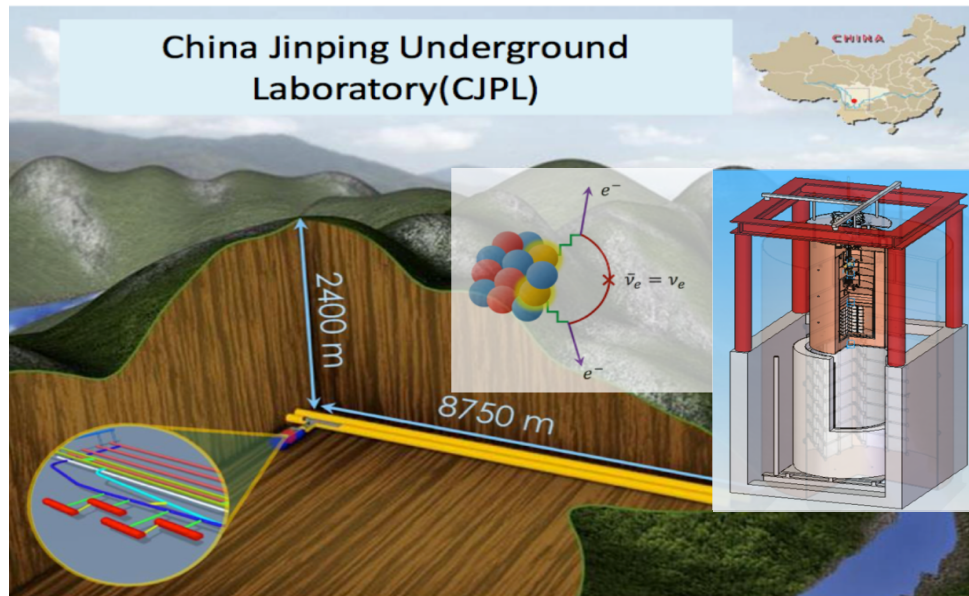 China Jinping Underground
Laboratory(CJPL)
CHINA
e⁻
ν̄ₑ = νₑ
e⁻
2400 m
8750 m